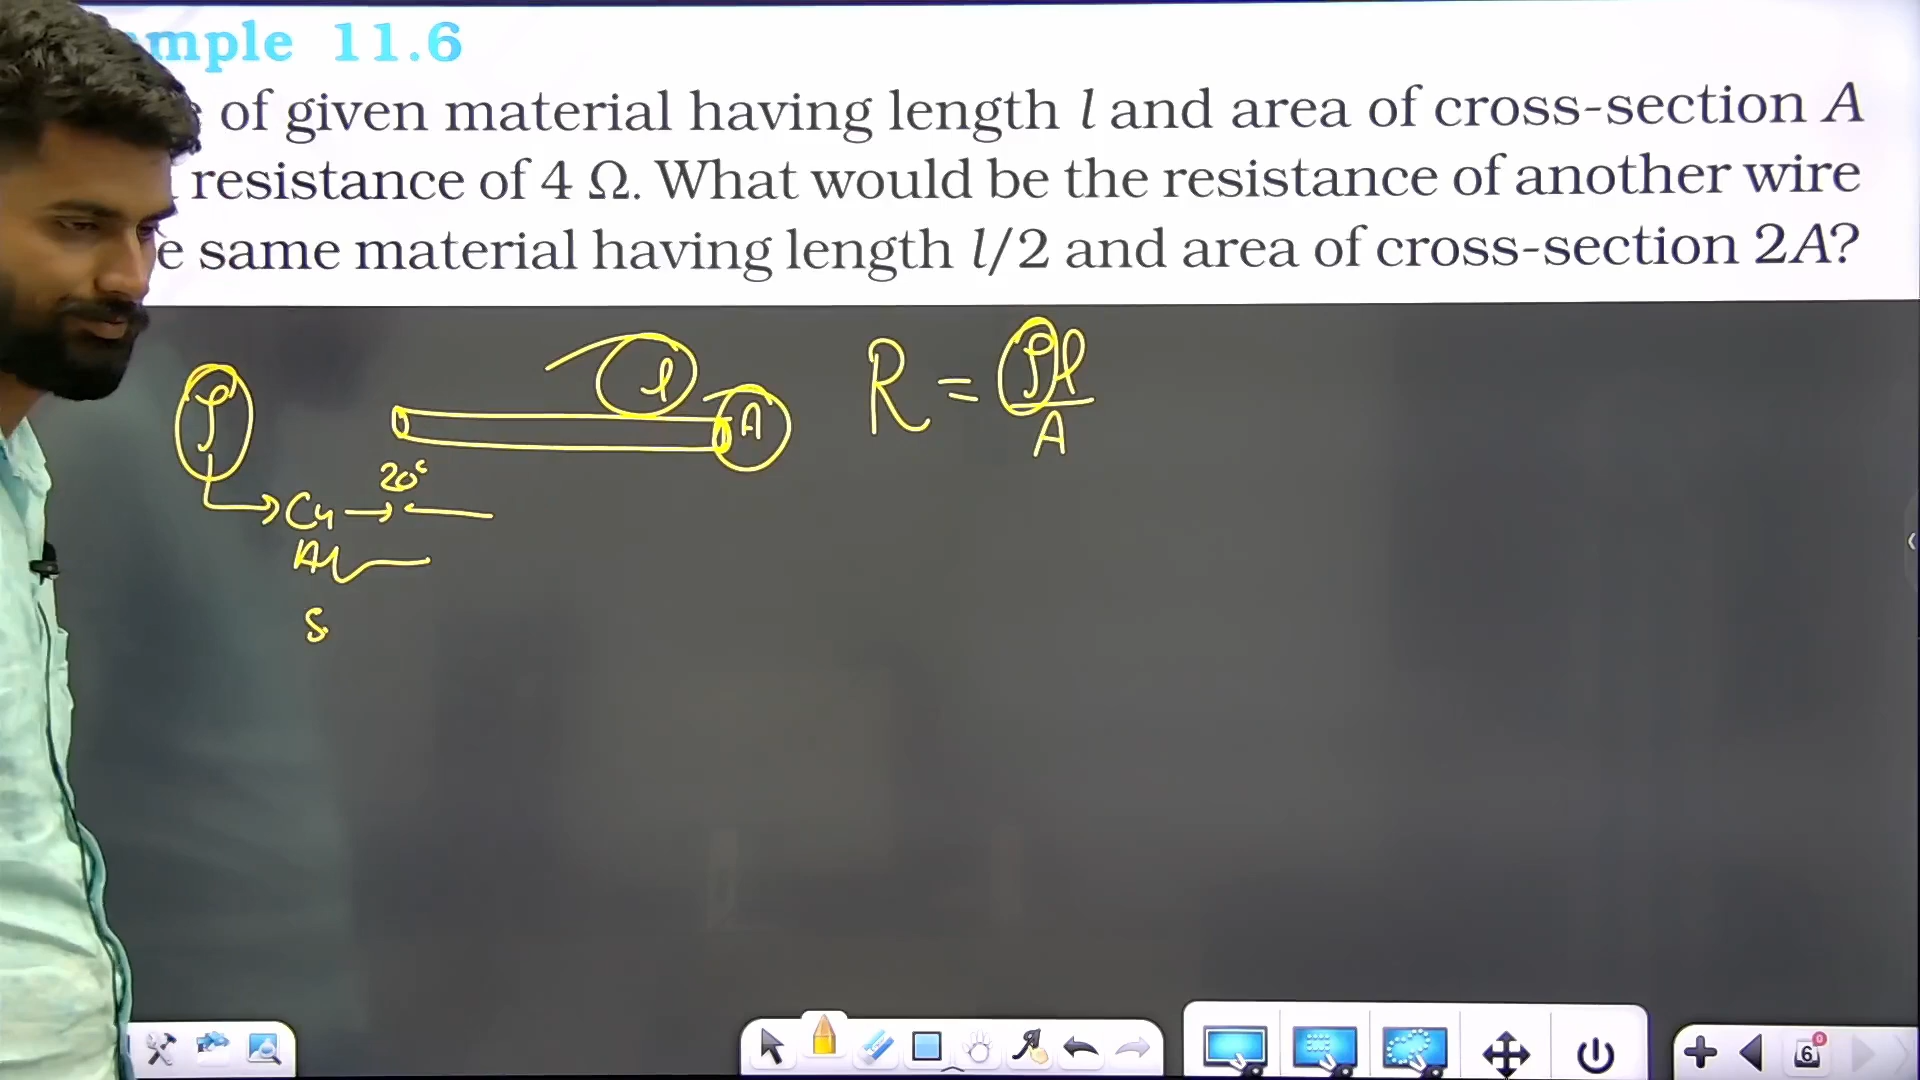 mple 11.6
of given material having length l and area of cross-section A
resistance of 4 Ω. What would be the resistance of another wire
e same material having length l/2 and area of cross-section 2A?
ρ
l
A
R = ρl/A
20°
Cu
Al
S
6